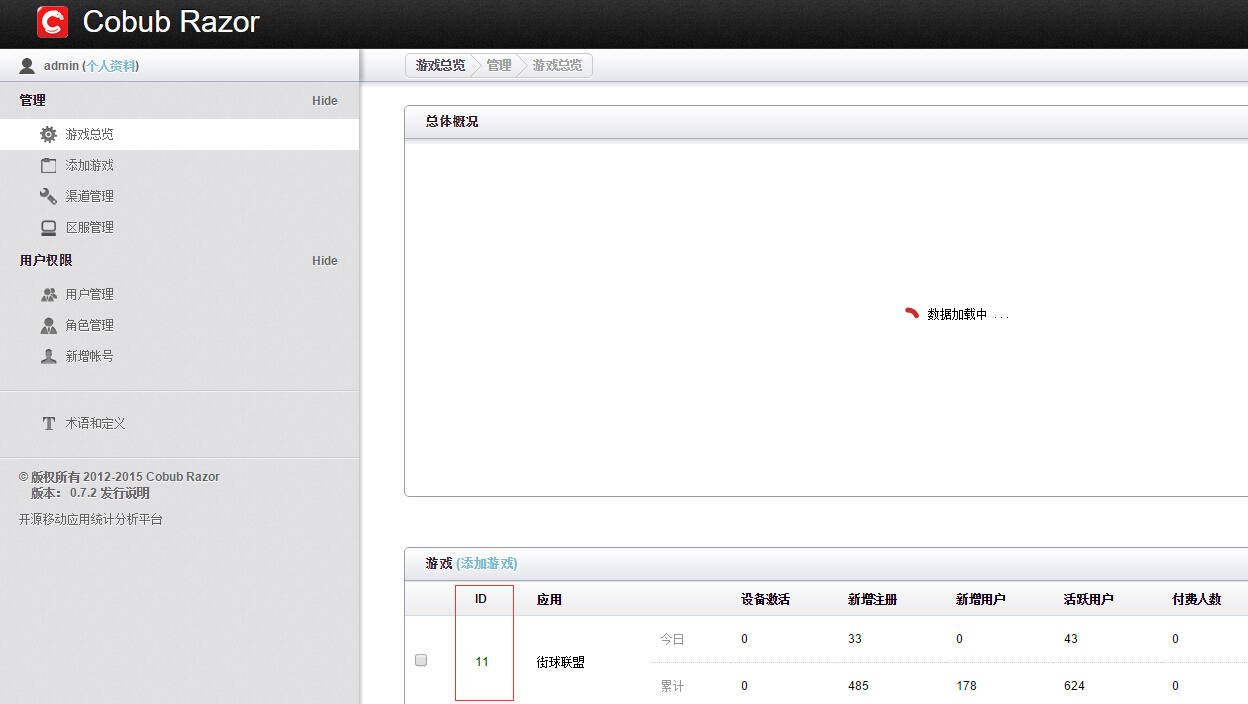 Cobub Razor
admin (个人资料)
游戏总览 管理 游戏总览
管理 Hide
游戏总览
添加游戏
渠道管理
区服管理
用户权限 Hide
用户管理
角色管理
新增帐号
术语和定义
© 版权所有 2012-2015 Cobub Razor
版本: 0.7.2 发行说明
开源移动应用统计分析平台
总体概况
数据加载中 . . .
游戏 (添加游戏)
ID 应用 设备激活 新增注册 新增用户 活跃用户 付费人数
今日 0 33 0 43 0
11 街球联盟
累计 0 485 178 624 0